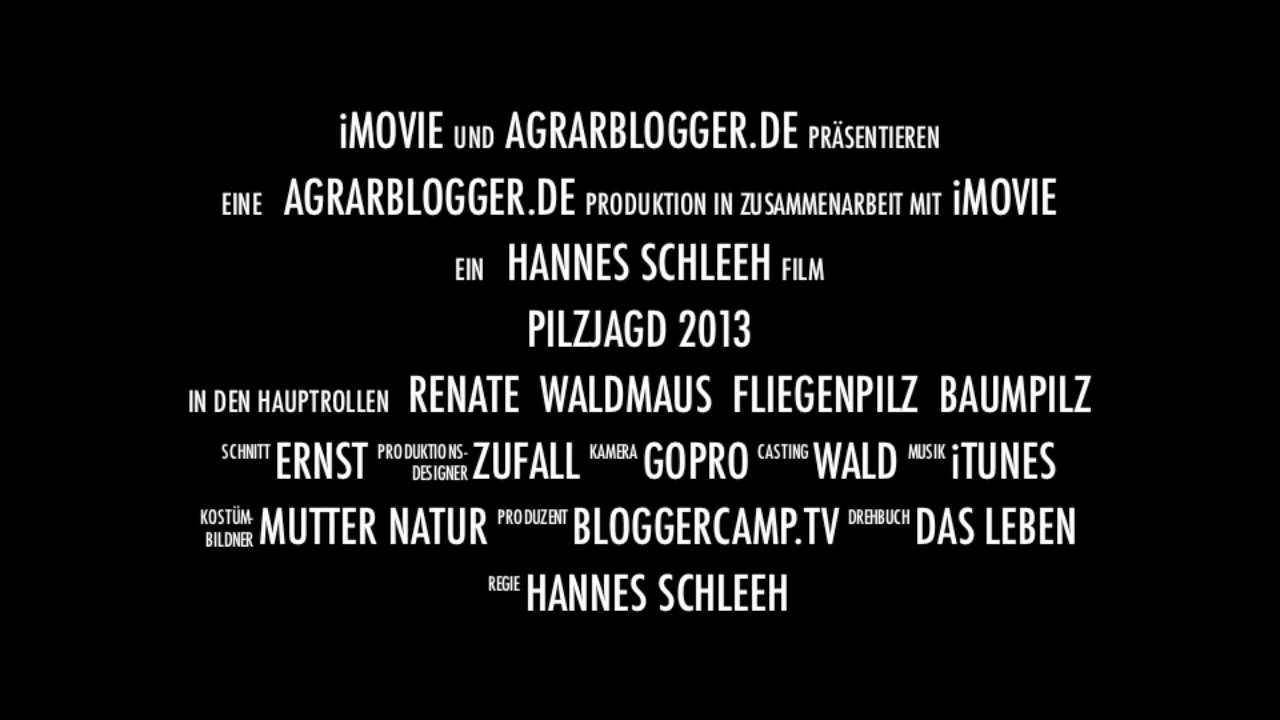 iMOVIE UND AGRARBLOGGER.DE PRÄSENTIEREN
EINE AGRARBLOGGER.DE PRODUKTION IN ZUSAMMENARBEIT MIT iMOVIE
EIN HANNES SCHLEEH FILM
PILZJAGD 2013
IN DEN HAUPTROLLEN RENATE WALDMAUS FLIEGENPILZ BAUMPILZ
SCHNITT ERNST PRODUKTIONS-DESIGNER ZUFALL KAMERA GOPRO CASTING WALD MUSIK iTUNES
KOSTÜM-BILDNER MUTTER NATUR PRODUZENT BLOGGERCAMP.TV DREHBUCH DAS LEBEN
REGIE HANNES SCHLEEH